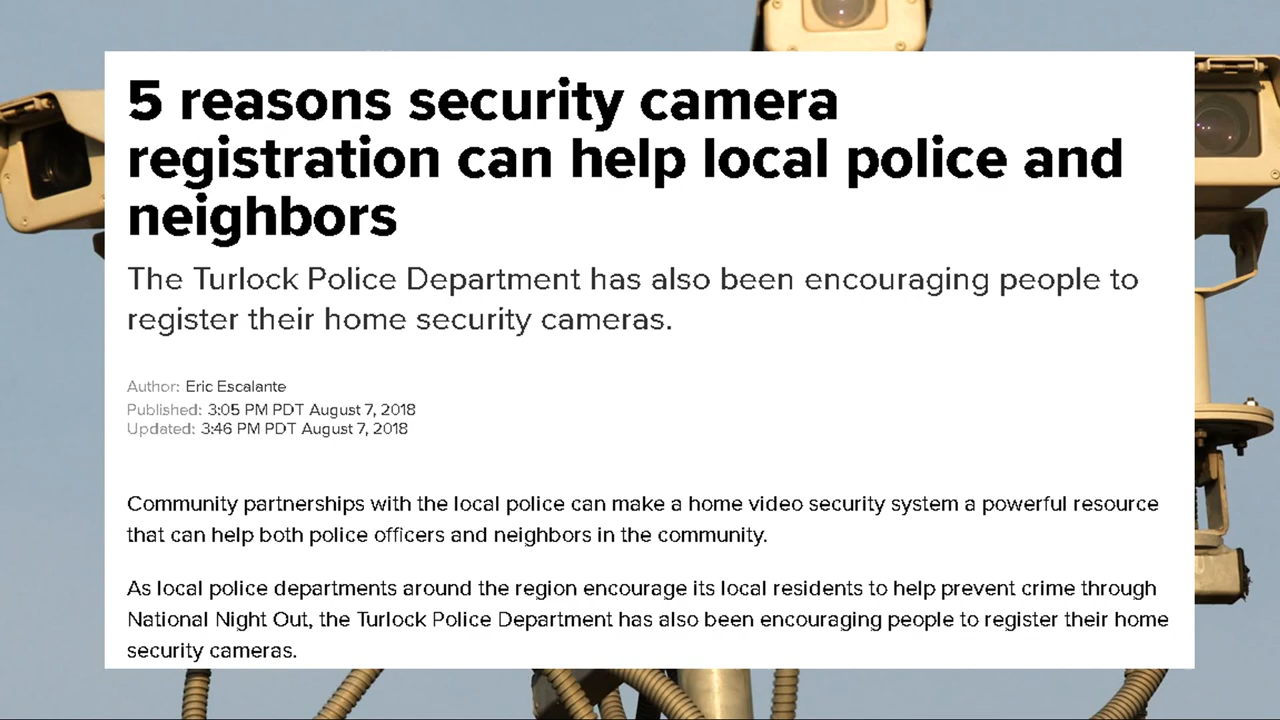 5 reasons security camera
registration can help local police and
neighbors
The Turlock Police Department has also been encouraging people to
register their home security cameras.
Author: Eric Escalante
Published: 3:05 PM PDT August 7, 2018
Updated: 3:46 PM PDT August 7, 2018
Community partnerships with the local police can make a home video security system a powerful resource
that can help both police officers and neighbors in the community.
As local police departments around the region encourage its local residents to help prevent crime through
National Night Out, the Turlock Police Department has also been encouraging people to register their home
security cameras.